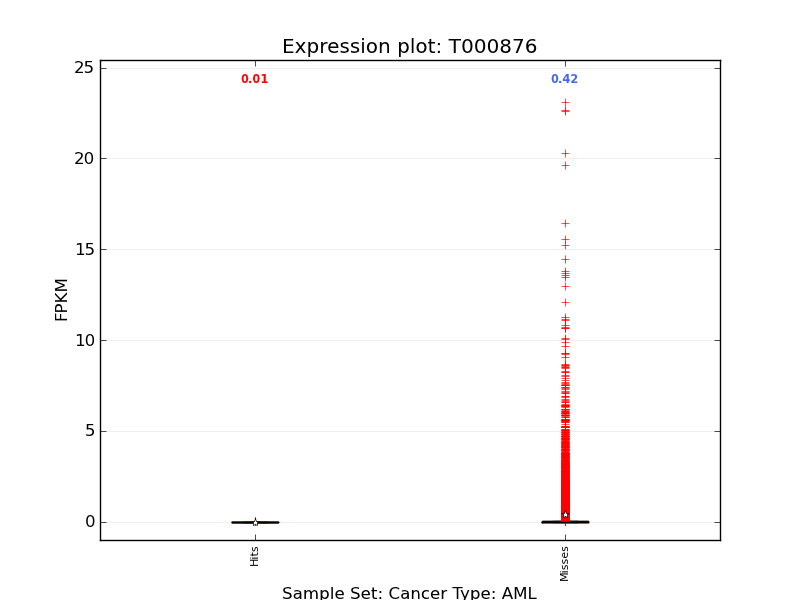 Expression plot: T000876
25
0.01
0.42
20
15
FPKM
10
5
0
Hits
Misses
Sample Set: Cancer Type: AML